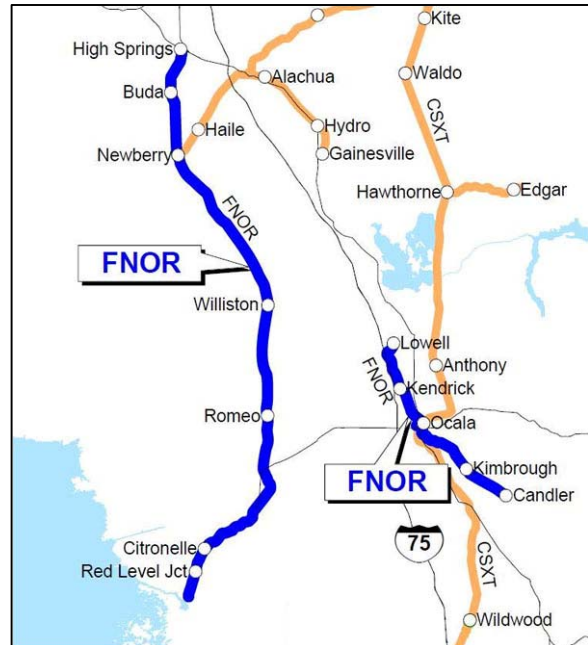 Kite
High Springs
Waldo
Alachua
Buda
CSXT
Haile
Hydro
Newberry
Gainesville
Hawthorne
Edgar
FNOR
FNOR
Williston
Lowell
FNOR
Anthony
Kendrick
Romeo
Ocala
Kimbrough
FNOR
Candler
75
Citronelle
CSXT
Red Level Jct
Wildwood